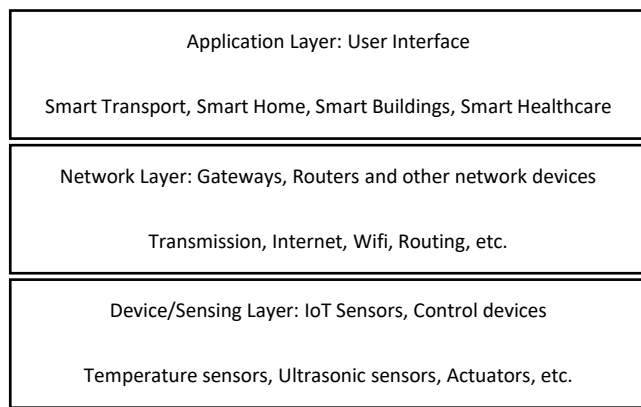 Application Layer: User Interface
Smart Transport, Smart Home, Smart Buildings, Smart Healthcare
Network Layer: Gateways, Routers and other network devices
Transmission, Internet, Wifi, Routing, etc.
Device/Sensing Layer: IoT Sensors, Control devices
Temperature sensors, Ultrasonic sensors, Actuators, etc.